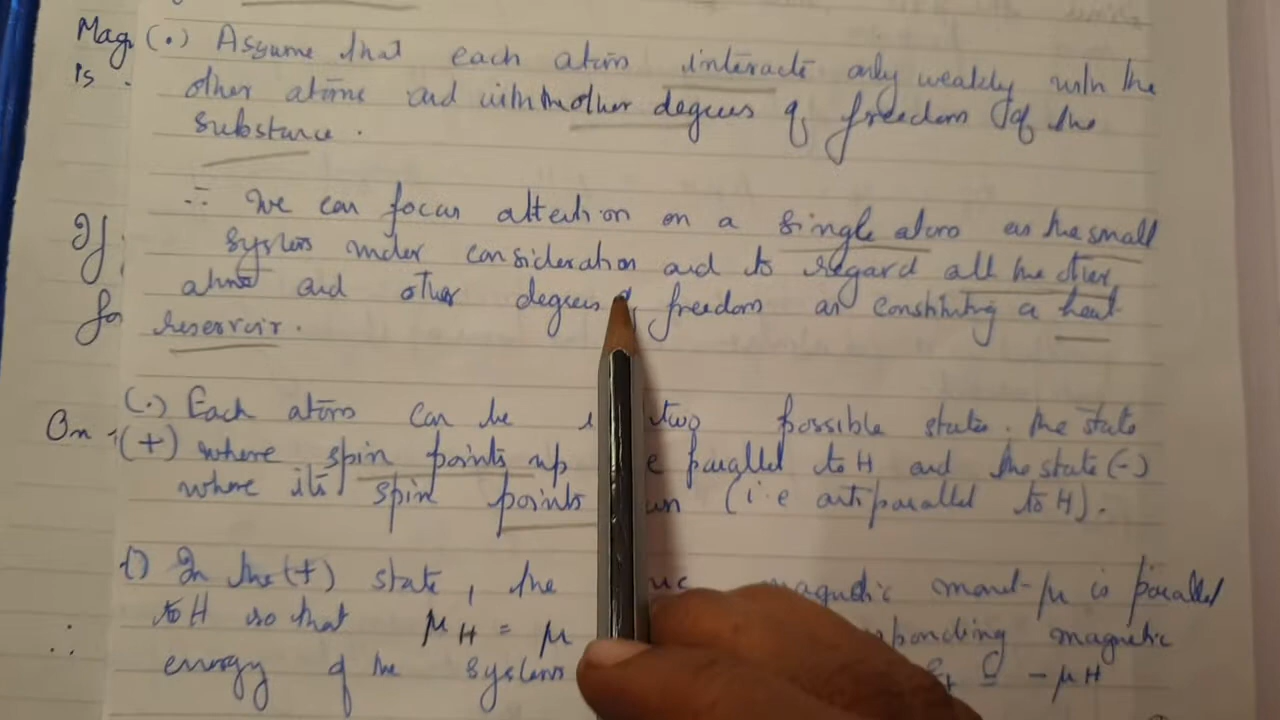 Mag (.) Assume that each atom interacts only weakly with the
is . other atoms and with the other degrees of freedom of the
substance.
∴ We can focus attention on a single atom as the small
If system under consideration and to regard all the other
atoms and other degrees of freedom as constituting a heat
fo reservoir.
(.) Each atom can be two possible states. The state
On (+) where spin points up parallel to H and the state (-)
where its spin points (i.e antiparallel to H).
(.) In the (+) state, the magnetic moment μ is parallel
∴ to H so that μH = μ magnetic
energy of the system - μH